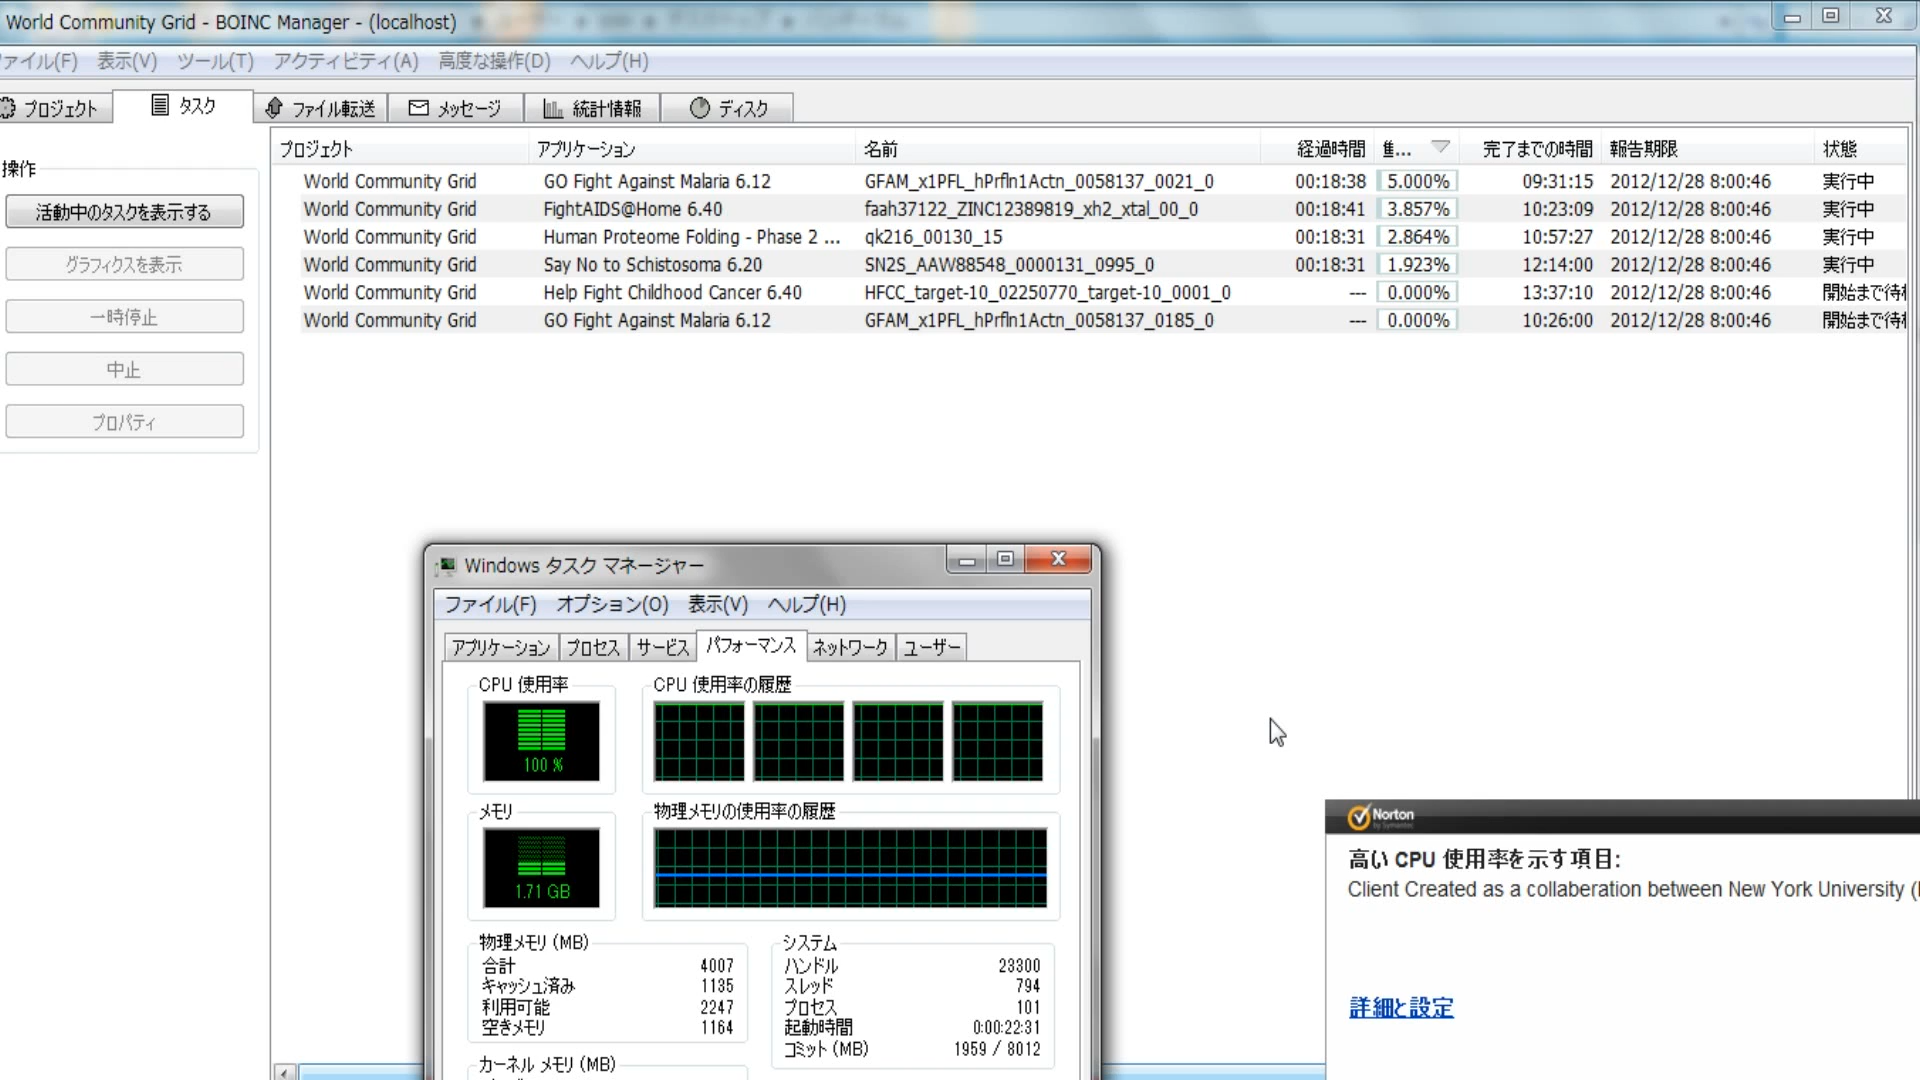 World Community Grid - BOINC Manager - (localhost)
ァイル(F) 表示(V) ツール(T) アクティビティ(A) 高度な操作(D) ヘルプ(H)
プロジェクト タスク ファイル転送 メッセージ 統計情報 ディスク
操作
活動中のタスクを表示する
グラフィクスを表示
一時停止
中止
プロパティ
プロジェクト アプリケーション 名前 経過時間 進... 完了までの時間 報告期限 状態
World Community Grid GO Fight Against Malaria 6.12 GFAM_x1PFL_hPrfln1Actn_0058137_0021_0 00:18:38 5.000% 09:31:15 2012/12/28 8:00:46 実行中
World Community Grid FightAIDS@Home 6.40 faah37122_ZINC12389819_xh2_xtal_00_0 00:18:41 3.857% 10:23:09 2012/12/28 8:00:46 実行中
World Community Grid Human Proteome Folding - Phase 2 ... qk216_00130_15 00:18:31 2.864% 10:57:27 2012/12/28 8:00:46 実行中
World Community Grid Say No to Schistosoma 6.20 SN2S_AAW88548_0000131_0995_0 00:18:31 1.923% 12:14:00 2012/12/28 8:00:46 実行中
World Community Grid Help Fight Childhood Cancer 6.40 HFCC_target-10_02250770_target-10_0001_0 --- 0.000% 13:37:10 2012/12/28 8:00:46 開始まで待機
World Community Grid GO Fight Against Malaria 6.12 GFAM_x1PFL_hPrfln1Actn_0058137_0185_0 --- 0.000% 10:26:00 2012/12/28 8:00:46 開始まで待機
Windows タスク マネージャー
ファイル(F) オプション(O) 表示(V) ヘルプ(H)
アプリケーション プロセス サービス パフォーマンス ネットワーク ユーザー
CPU 使用率 CPU 使用率の履歴
100 %
メモリ 物理メモリの使用率の履歴
1.71 GB
物理メモリ (MB)
合計 4007
キャッシュ済み 1135
利用可能 2247
空きメモリ 1164
カーネル メモリ (MB)
システム
ハンドル 23300
スレッド 794
プロセス 101
起動時間 0:00:22:31
コミット (MB) 1959 / 8012
Norton
by Symantec
高い CPU 使用率を示す項目:
Client Created as a collaberation between New York University (
詳細と設定